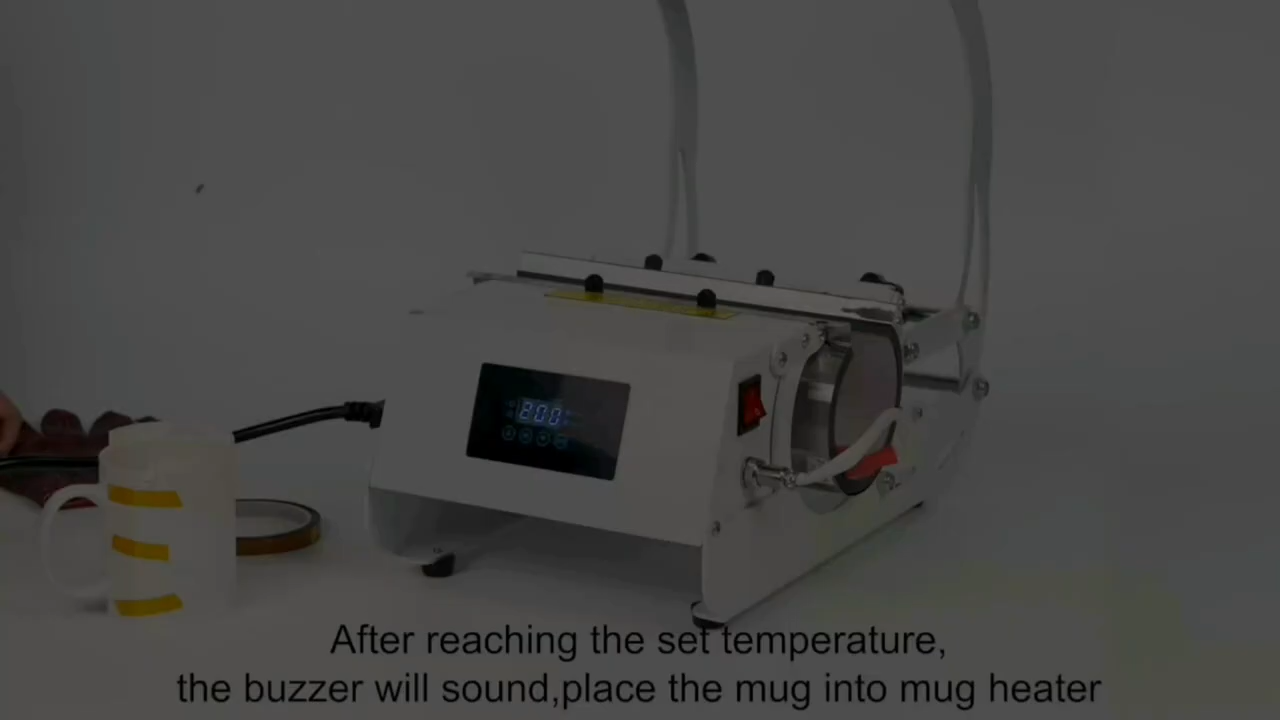 200
After reaching the set temperature,
the buzzer will sound,place the mug into mug heater